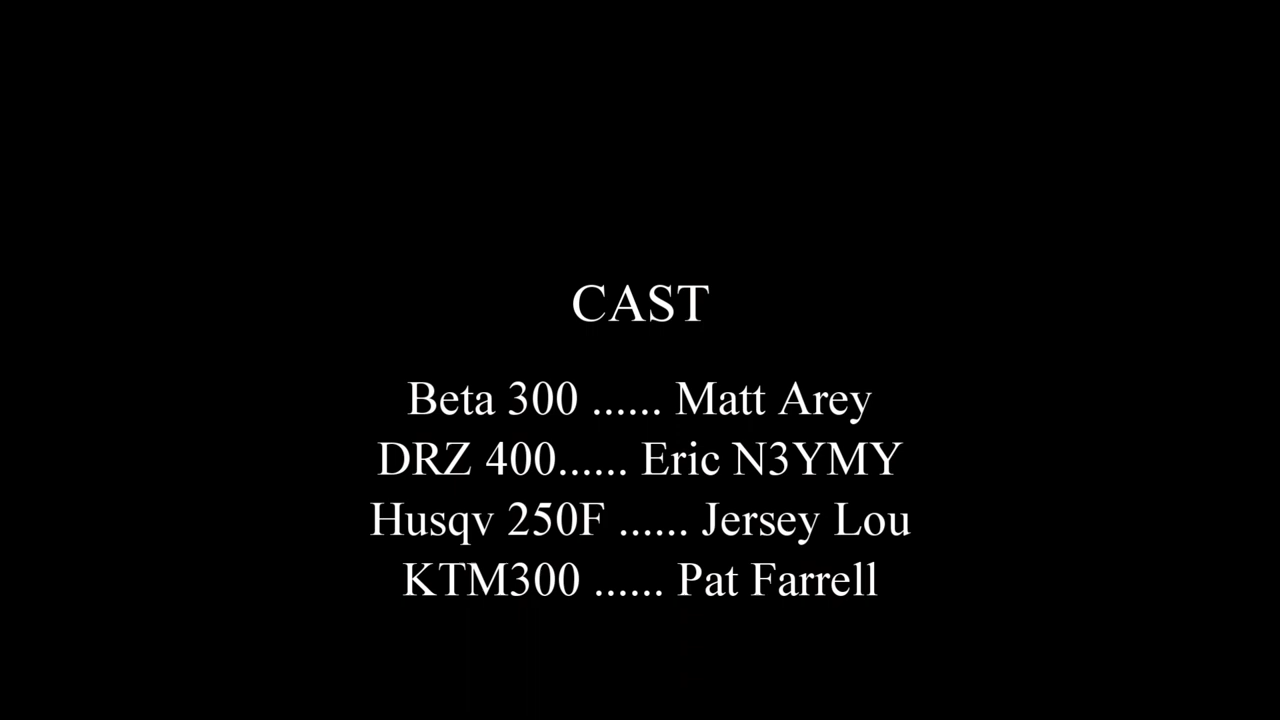 CAST
Beta 300 ...... Matt Arey
DRZ 400...... Eric N3YMY
Husqv 250F ...... Jersey Lou
KTM300 ...... Pat Farrell